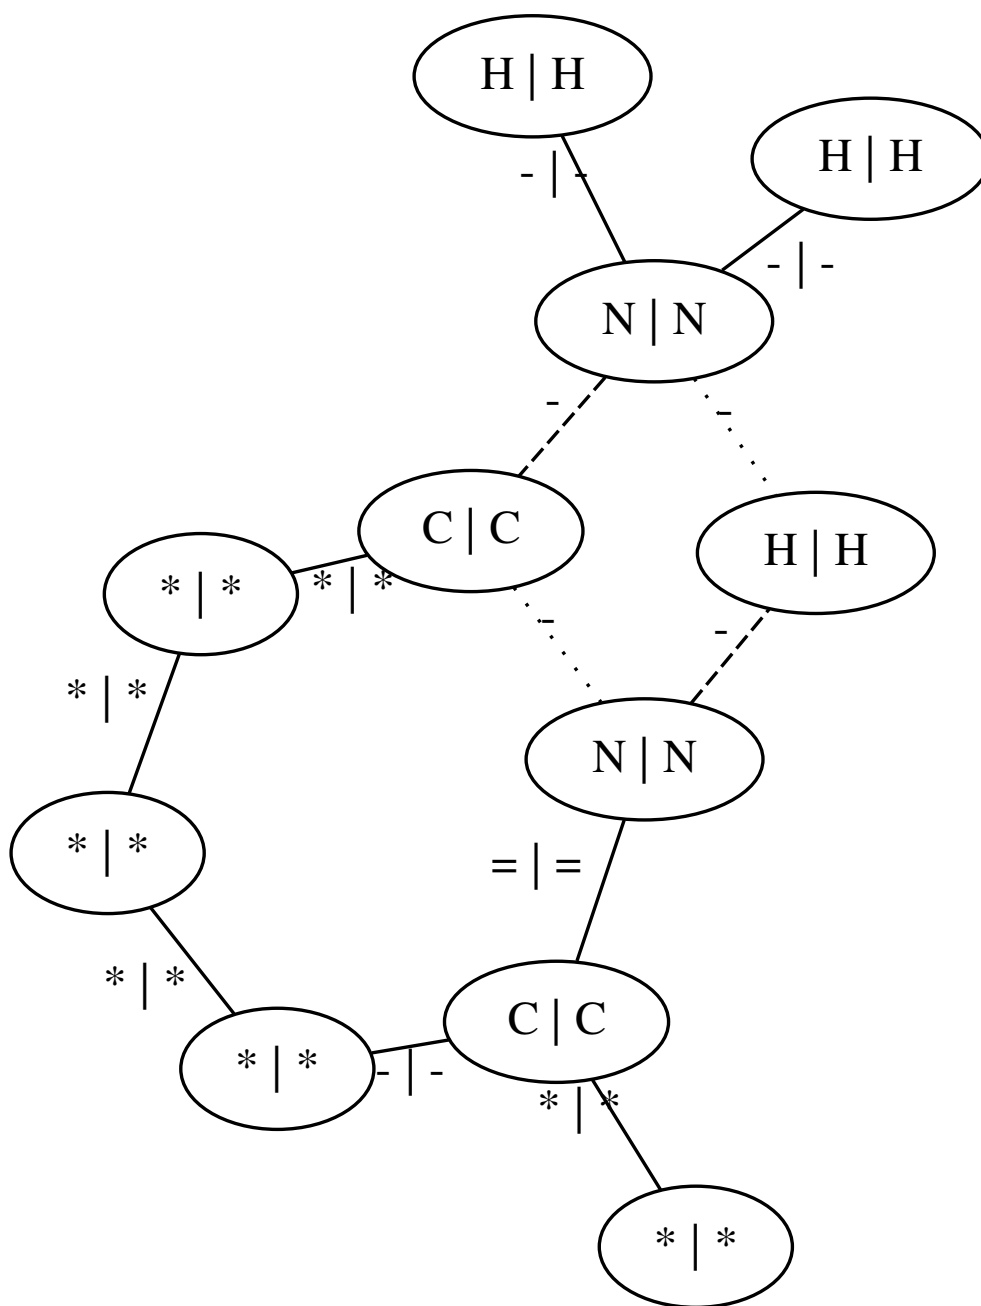 H | H
H | H
- | -
- | -
N | N
-
-
C | C
H | H
* | *
* | *
-
-
* | *
N | N
* | *
= | =
* | *
C | C
* | *
- | -
* | *
* | *